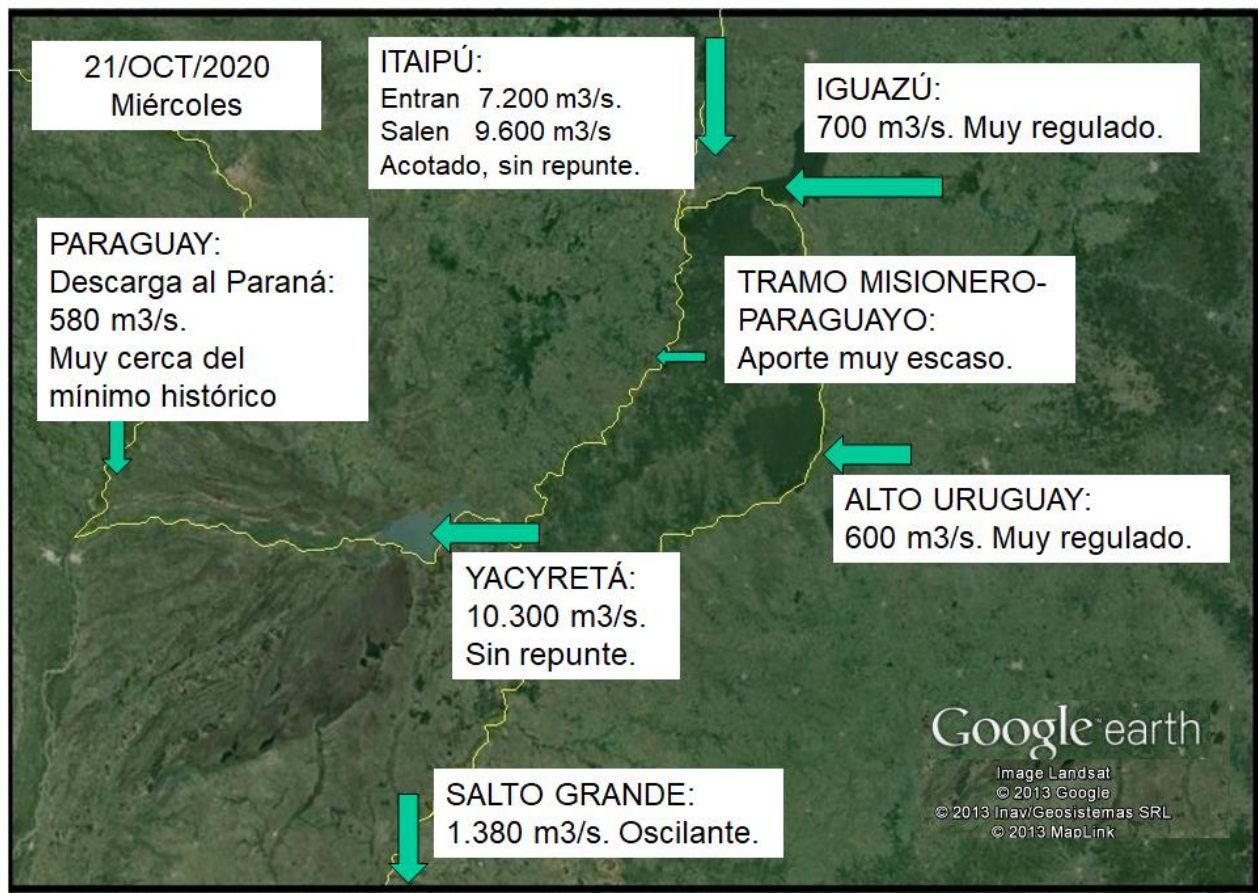 21/OCT/2020
Miércoles
ITAIPÚ:
Entran 7.200 m3/s.
Salen 9.600 m3/s
Acotado, sin repunte.
IGUAZÚ:
700 m3/s. Muy regulado.
PARAGUAY:
Descarga al Paraná:
580 m3/s.
Muy cerca del
mínimo histórico
TRAMO MISIONERO-
PARAGUAYO:
Aporte muy escaso.
ALTO URUGUAY:
600 m3/s. Muy regulado.
YACYRETÁ:
10.300 m3/s.
Sin repunte.
SALTO GRANDE:
1.380 m3/s. Oscilante.
Google earth
Image Landsat
© 2013 Google
© 2013 Inav/Geosistemas SRL
© 2013 MapLink